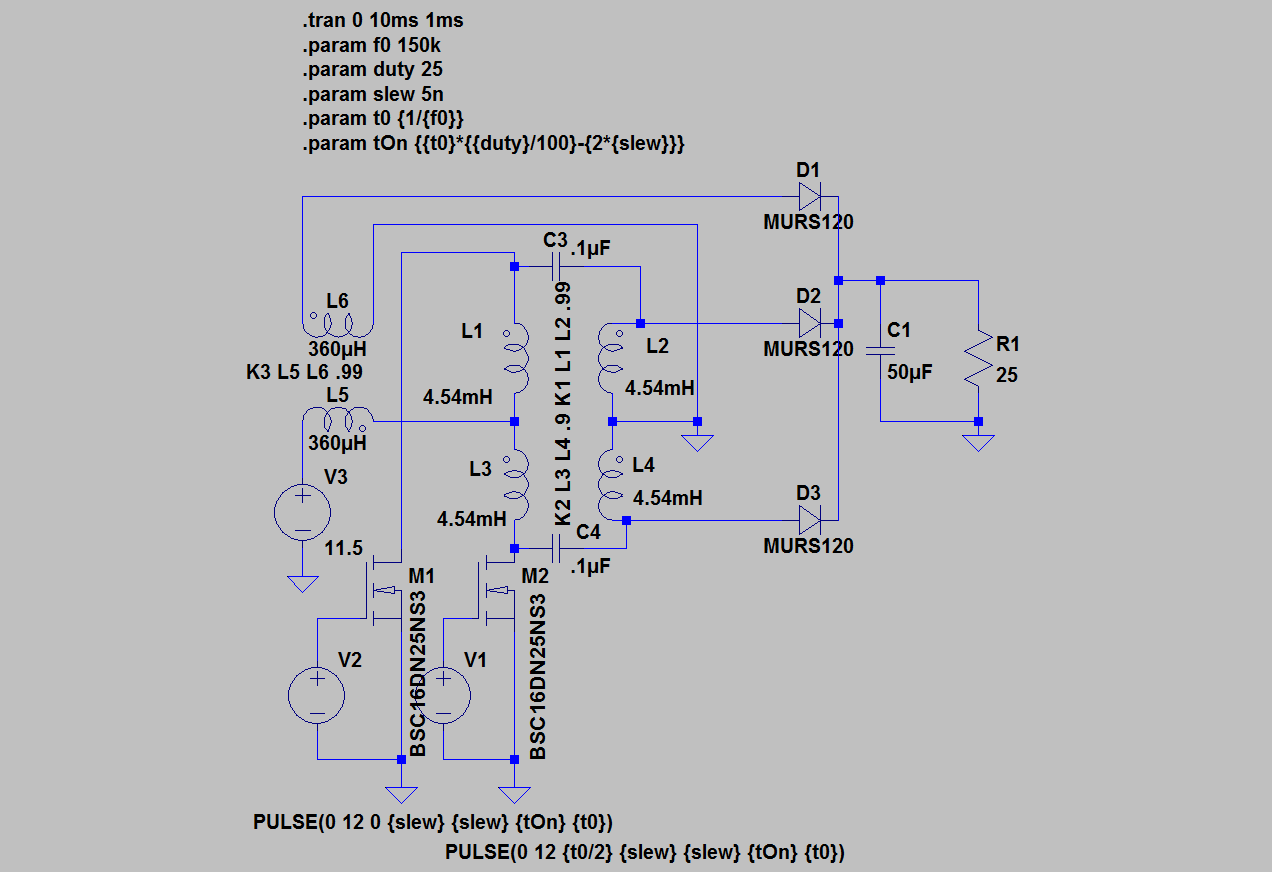 .tran 0 10ms 1ms
.param f0 150k
.param duty 25
.param slew 5n
.param t0 {1/{f0}}
.param tOn {{t0}*{{duty}/100}-{2*{slew}}}
D1
MURS120
C3
.1µF
L6
360µH
K3 L5 L6 .99
L5
360µH
L1
4.54mH
K2 L3 L4 .9 K1 L1 L2 .99
L2
4.54mH
D2
MURS120
C1
50µF
R1
25
L3
4.54mH
L4
4.54mH
V3
11.5
C4
.1µF
D3
MURS120
M1
BSC16DN25NS3
M2
BSC16DN25NS3
V2
V1
PULSE(0 12 0 {slew} {slew} {tOn} {t0})
PULSE(0 12 {t0/2} {slew} {slew} {tOn} {t0})